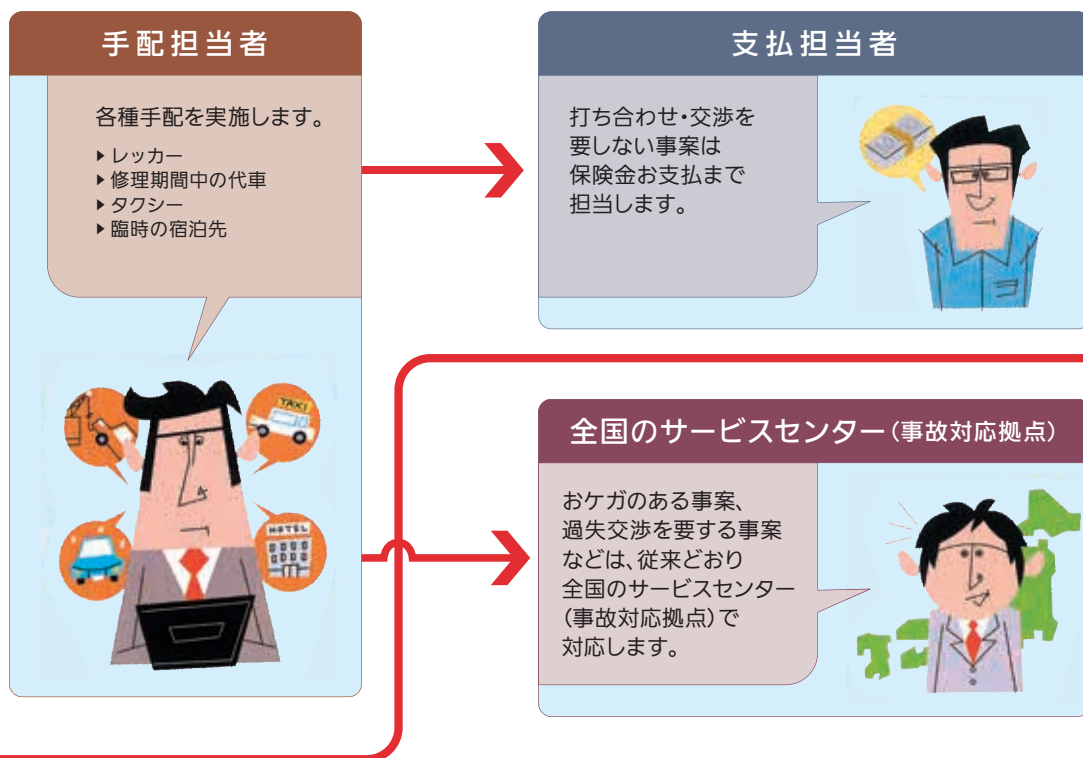 手配担当者
各種手配を実施します。
▶レッカー
▶修理期間中の代車
▶タクシー
▶臨時の宿泊先
TAXI
HOTEL
支払担当者
打ち合わせ・交渉を
要しない事案は
保険金お支払まで
担当します。
全国のサービスセンター(事故対応拠点)
おケガのある事案、
過失交渉を要する事案
などは、従来どおり
全国のサービスセンター
(事故対応拠点)で
対応します。